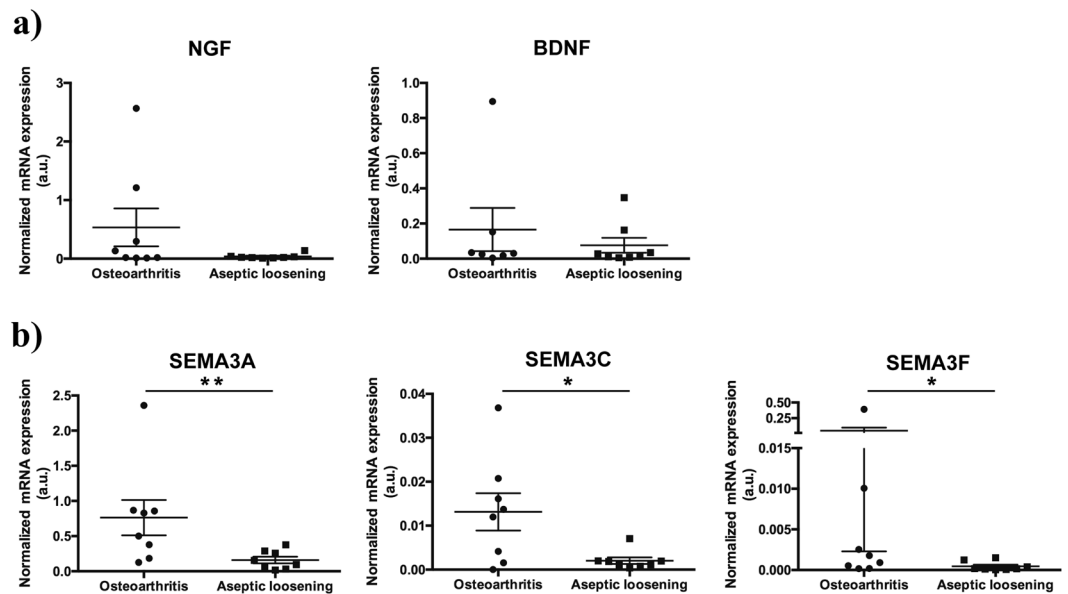 a)
NGF
BDNF
Normalized mRNA expression
(a.u.)
3
2
1
0
Osteoarthritis
Aseptic loosening
Normalized mRNA expression
(a.u.)
1.0
0.8
0.6
0.4
0.2
0.0
Osteoarthritis
Aseptic loosening
b)
SEMA3A
SEMA3C
SEMA3F
**
*
*
Normalized mRNA expression
(a.u.)
2.5
2.0
1.5
1.0
0.5
0.0
Osteoarthritis
Aseptic loosening
Normalized mRNA expression
(a.u.)
0.04
0.03
0.02
0.01
0.00
Osteoarthritis
Aseptic loosening
Normalized mRNA expression
(a.u.)
0.50
0.25
0.015
0.010
0.005
0.000
Osteoarthritis
Aseptic loosening